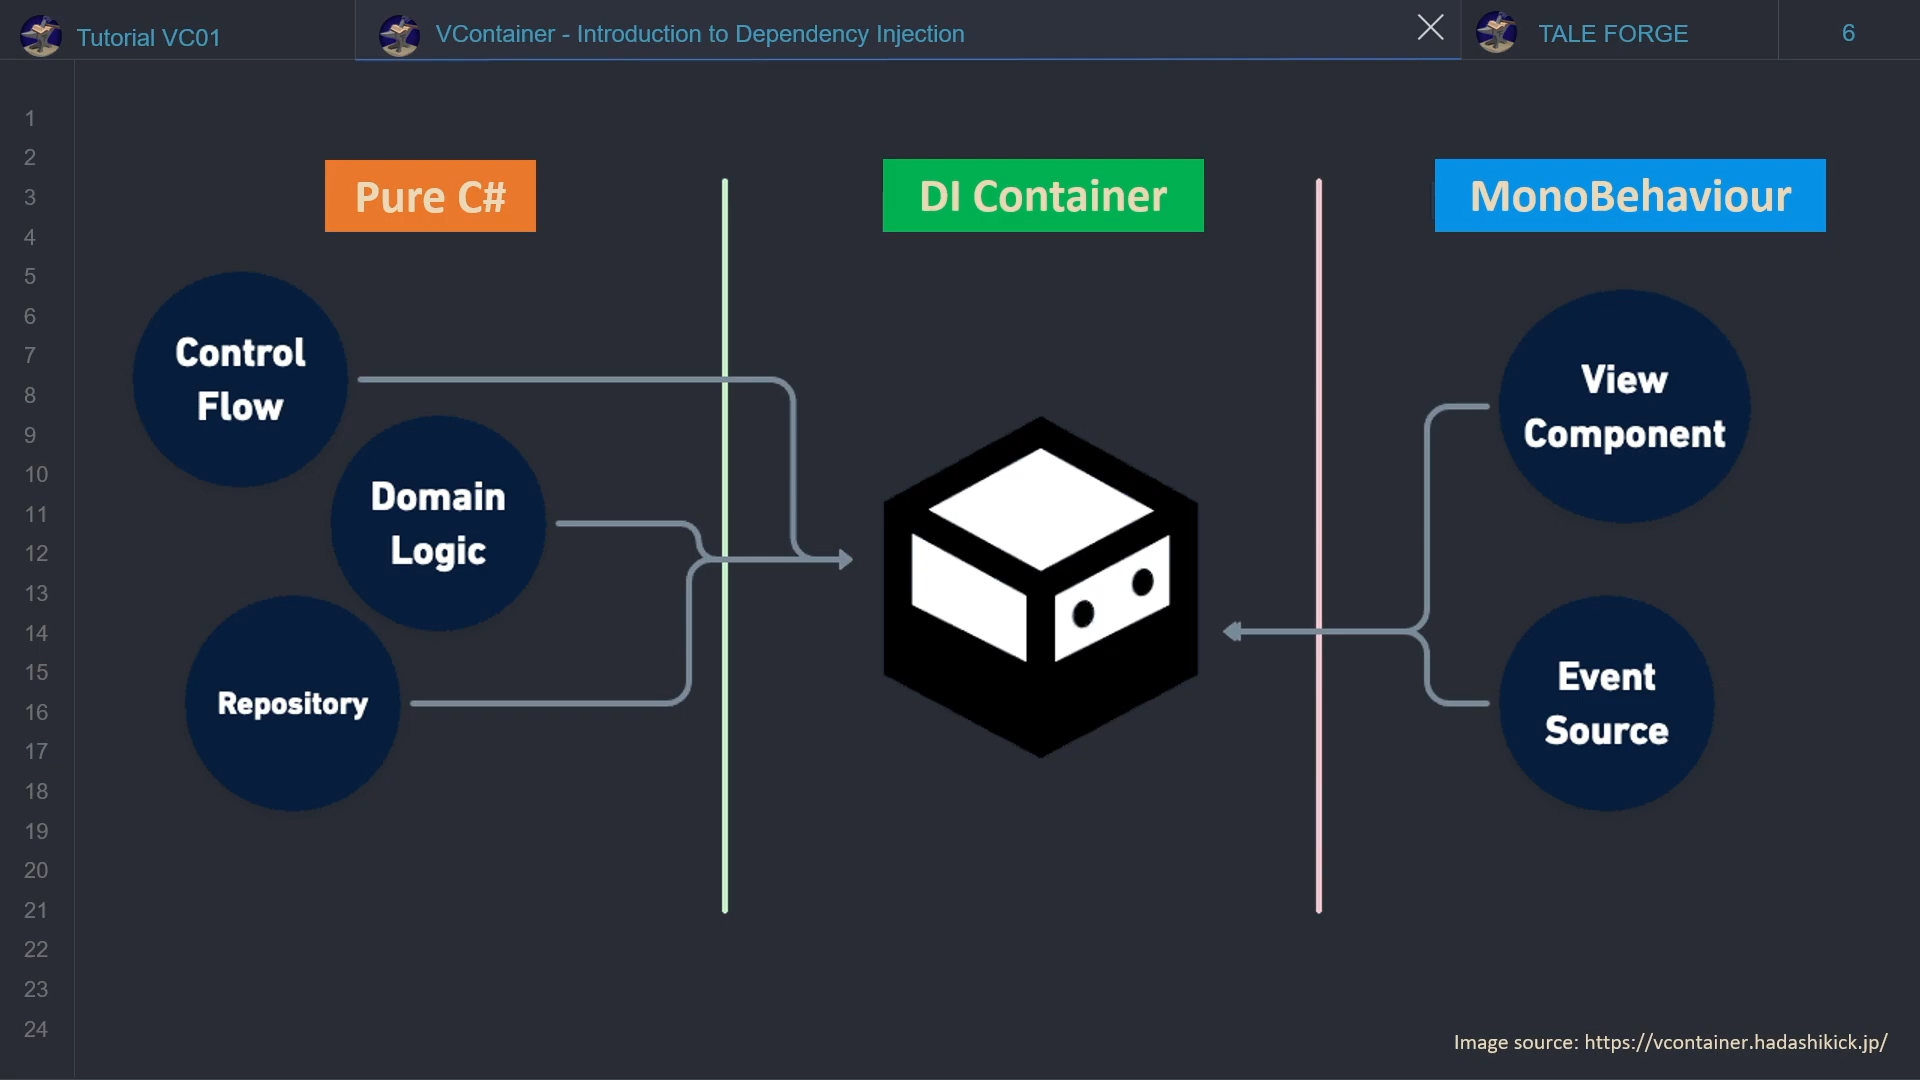 Tutorial VC01
VContainer - Introduction to Dependency Injection
TALE FORGE
6
1
2
3
4
5
6
7
8
9
10
11
12
13
14
15
16
17
18
19
20
21
22
23
24
Pure C#
DI Container
MonoBehaviour
Control
Flow
Domain
Logic
Repository
View
Component
Event
Source
Image source: https://vcontainer.hadashikick.jp/